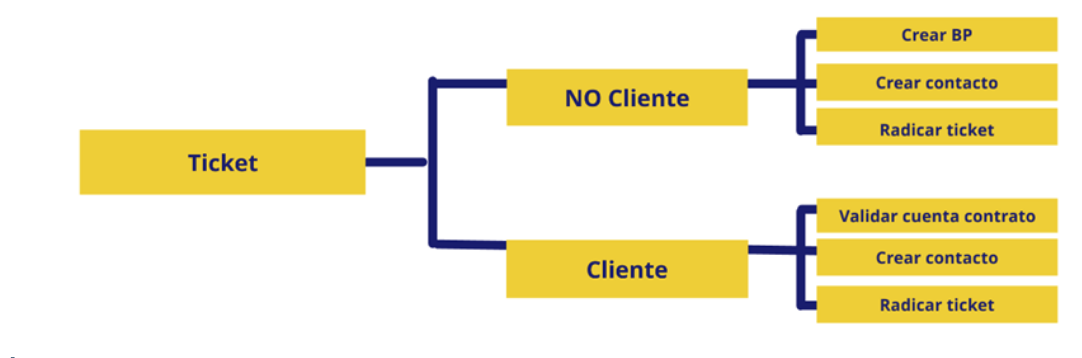 Ticket
NO Cliente
Crear BP
Crear contacto
Radicar ticket
Cliente
Validar cuenta contrato
Crear contacto
Radicar ticket